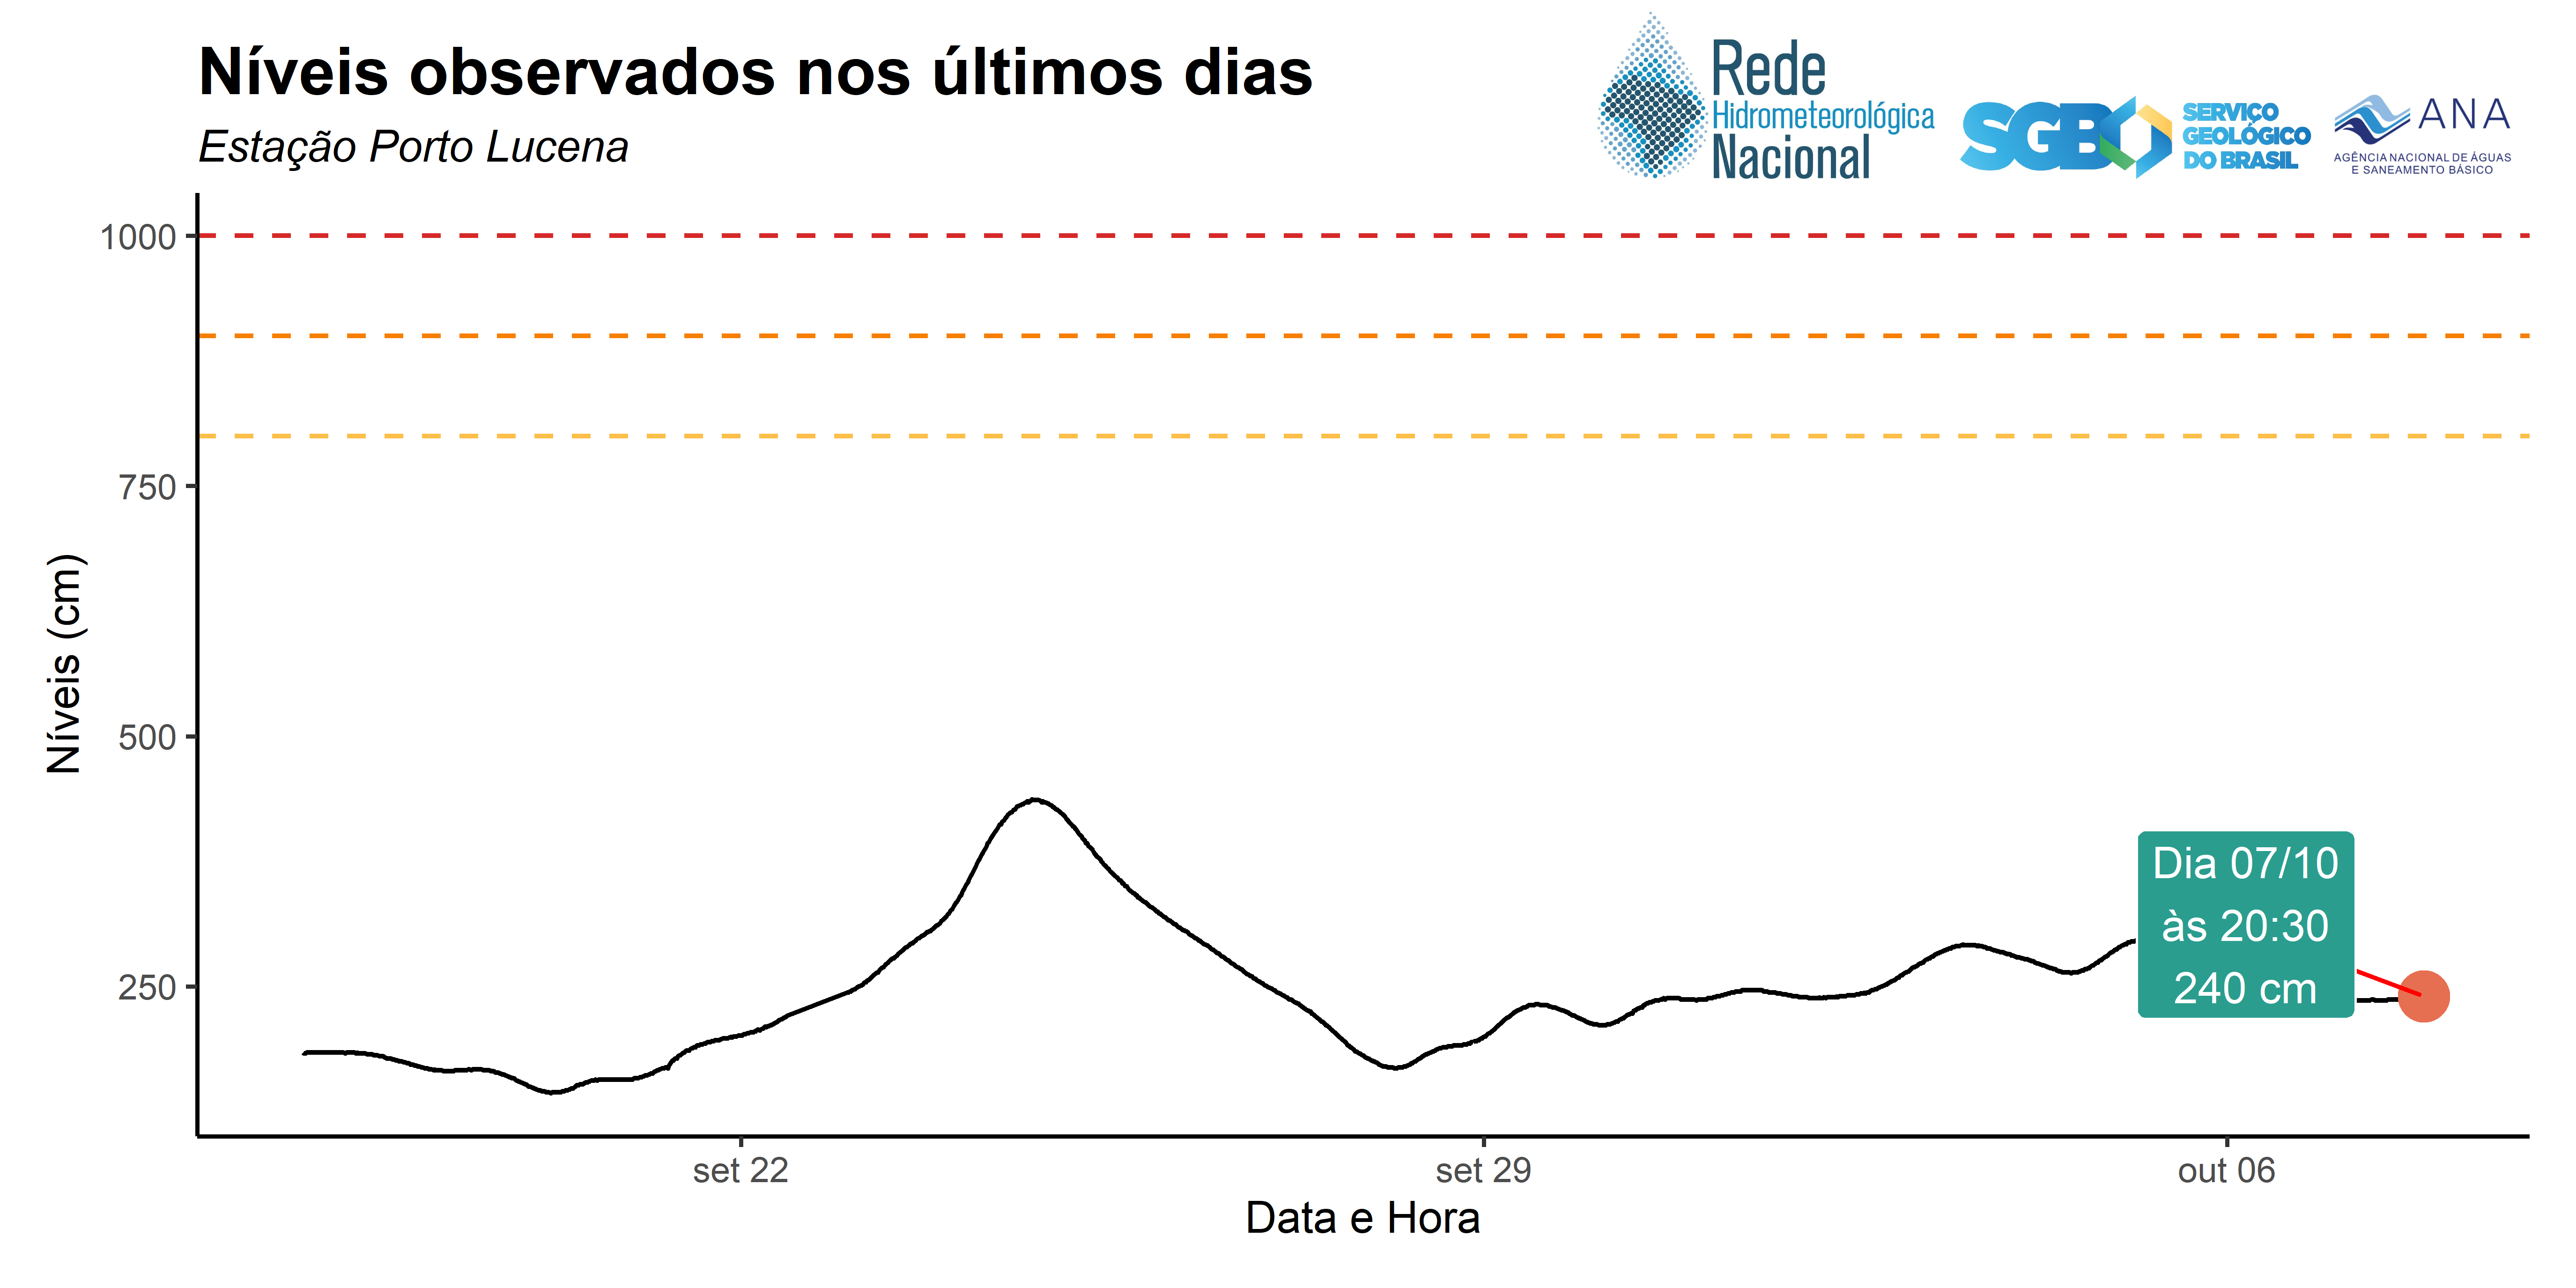 Níveis observados nos últimos dias
Estação Porto Lucena
Rede
Hidrometeorológica
Nacional
SGB
SERVIÇO
GEOLÓGICO
DO BRASIL
ANA
AGÊNCIA NACIONAL DE ÁGUAS
E SANEAMENTO BÁSICO
1000
750
500
250
Níveis (cm)
Dia 07/10
às 20:30
240 cm
set 22
set 29
out 06
Data e Hora